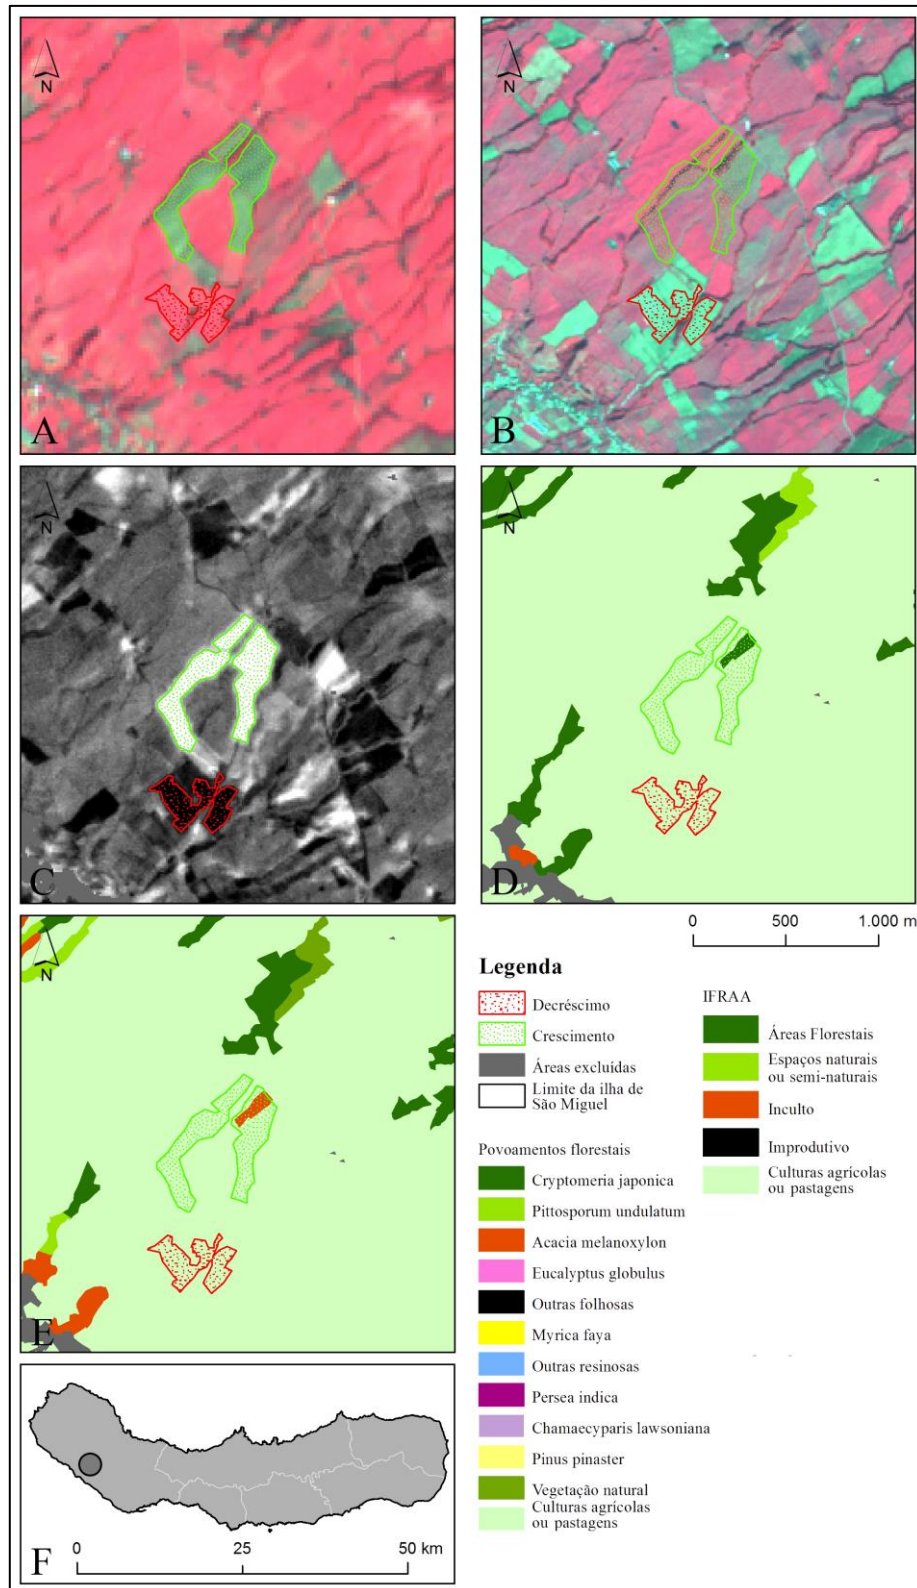 N
A
N
B
N
C
N
D
N
E
0 500 1.000 m
Legenda
Decréscimo
Crescimento
Áreas excluídas
Limite da ilha de
São Miguel
Povoamentos florestais
Cryptomeria japonica
Pittosporum undulatum
Acacia melanoxylon
Eucalyptus globulus
Outras folhosas
Myrica faya
Outras resinosas
Persea indica
Chamaecyparis lawsoniana
Pinus pinaster
Vegetação natural
Culturas agrícolas
ou pastagens
IFRAA
Áreas Florestais
Espaços naturais
ou semi-naturais
Inculto
Improdutivo
Culturas agrícolas
ou pastagens
F
0 25 50 km